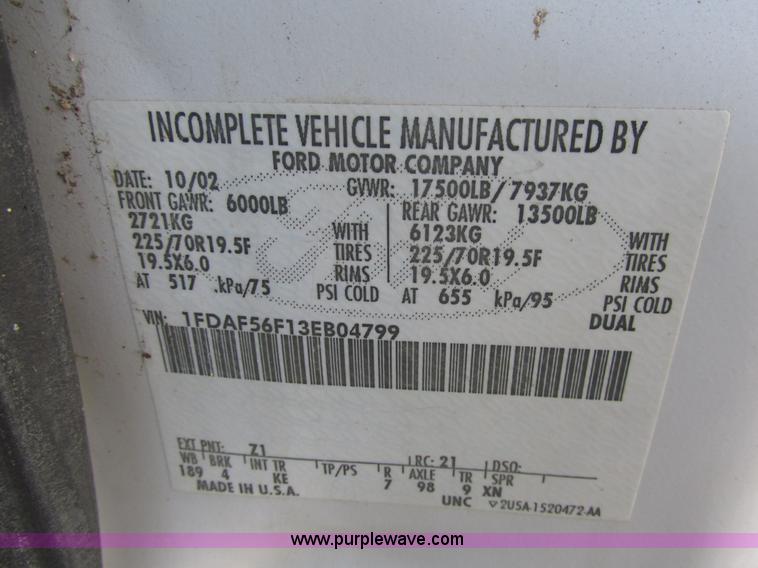 INCOMPLETE VEHICLE MANUFACTURED BY
FORD MOTOR COMPANY
DATE: 10/02 GVWR: 17500LB/7937KG
FRONT GAWR: 6000LB REAR GAWR: 13500LB
2721KG WITH 6123KG WITH
225/70R19.5F TIRES 225/70R19.5F TIRES
19.5X6.0 RIMS 19.5X6.0 RIMS
AT 517 .kPa/75 PSI COLD AT 655 kPa/95 PSI COLD
DUAL
VIN: 1FDAF56F13EB04799
EXT PNT: Z1 RC: 21 DSO:
WB BRK INT TR TP/PS R AXLE TR SPR
189 4 KE 7 98 9 XN
MADE IN U.S.A. UNC ▽2U5A-1520472-AA
www.purplewave.com